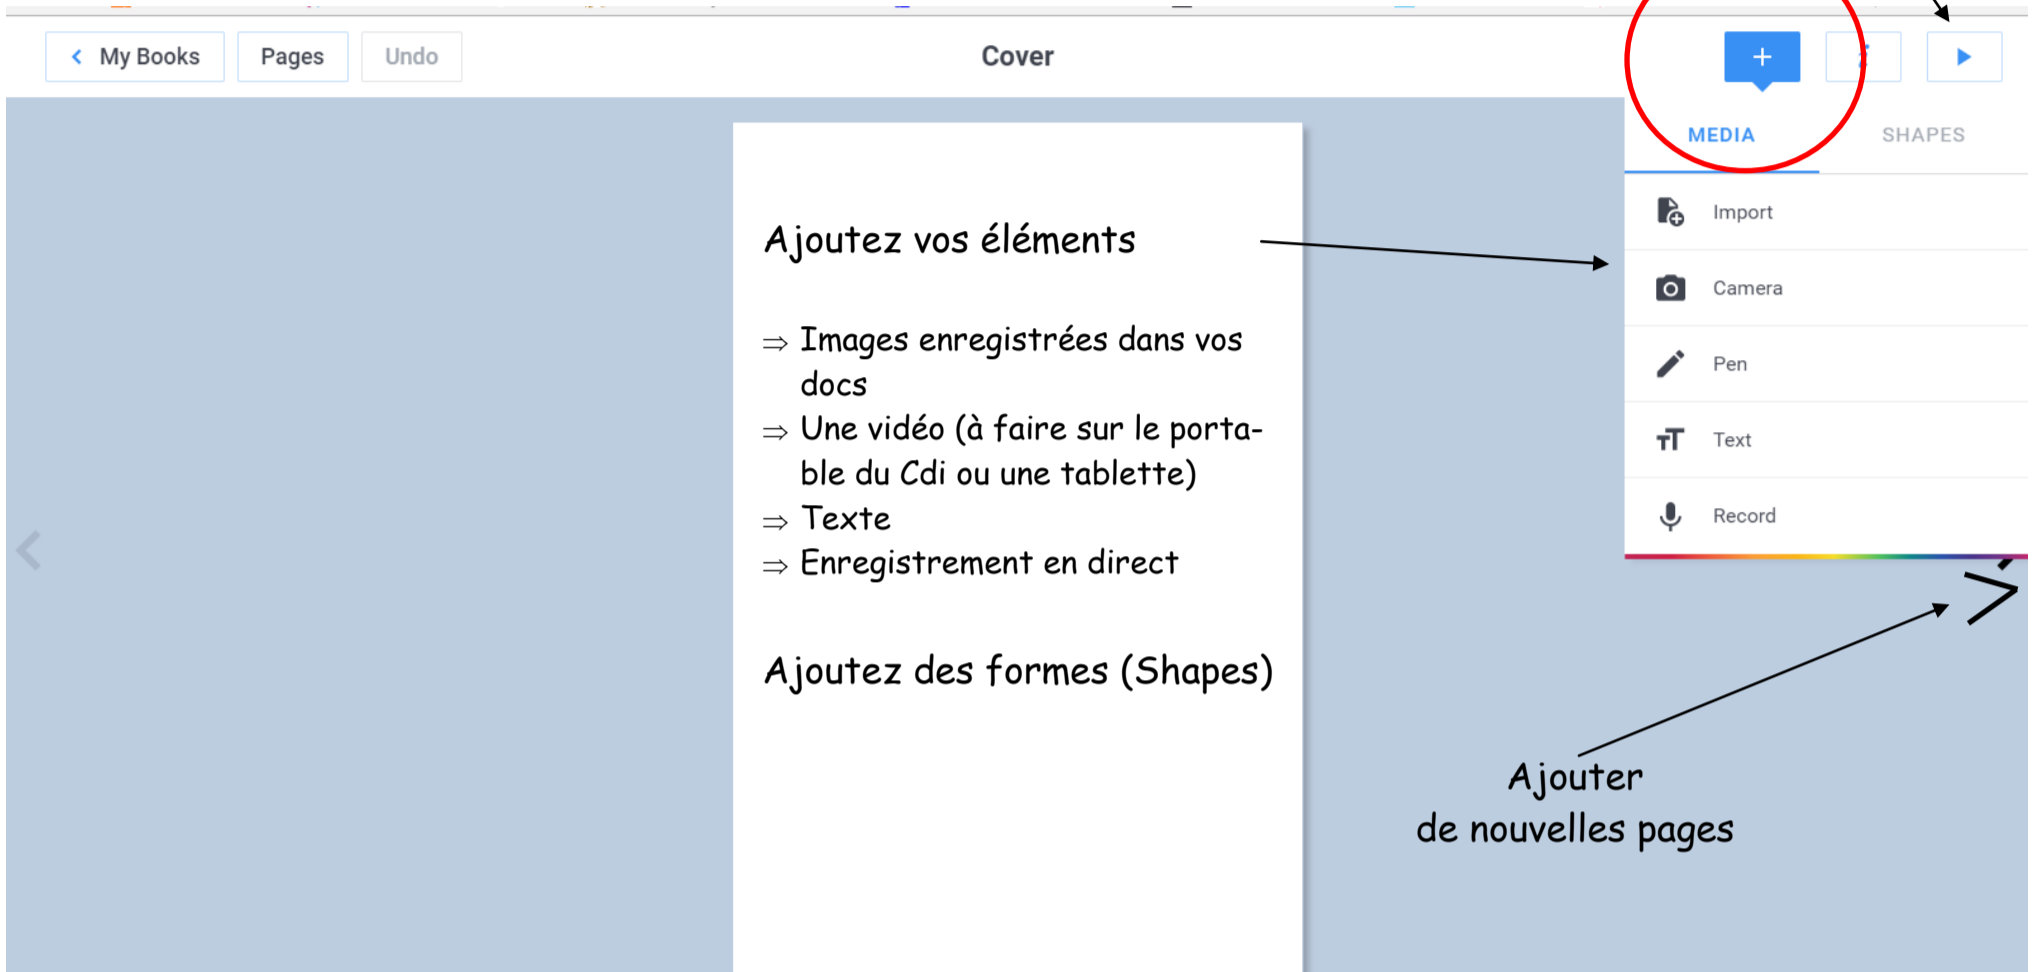 My Books
Pages
Undo
Cover
MEDIA
SHAPES
Import
Camera
Pen
Text
Record
Ajoutez vos éléments
⇒ Images enregistrées dans vos
docs
⇒ Une vidéo (à faire sur le porta-
ble du Cdi ou une tablette)
⇒ Texte
⇒ Enregistrement en direct
Ajoutez des formes (Shapes)
Ajouter
de nouvelles pages